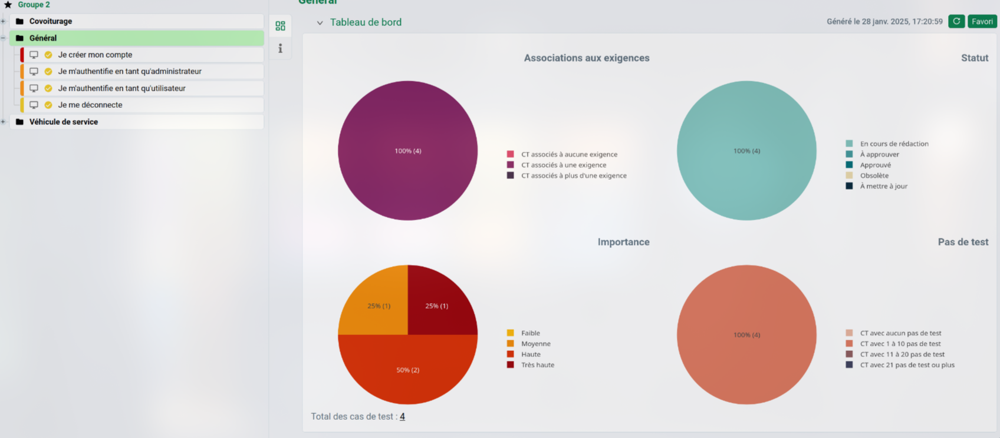 Groupe 2
Covoiturage
Général
Je créer mon compte
Je m'authentifie en tant qu'administrateur
Je m'authentifie en tant qu'utilisateur
Je me déconnecte
Véhicule de service
Général
Tableau de bord
Généré le 28 janv. 2025, 17:20:59
Favori
Associations aux exigences
100% (4)
CT associés à aucune exigence
CT associés à une exigence
CT associés à plus d'une exigence
Statut
100% (4)
En cours de rédaction
À approuver
Approuvé
Obsolète
À mettre à jour
Importance
25% (1)
25% (1)
50% (2)
Faible
Moyenne
Haute
Très haute
Pas de test
100% (4)
CT avec aucun pas de test
CT avec 1 à 10 pas de test
CT avec 11 à 20 pas de test
CT avec 21 pas de test ou plus
Total des cas de test : 4